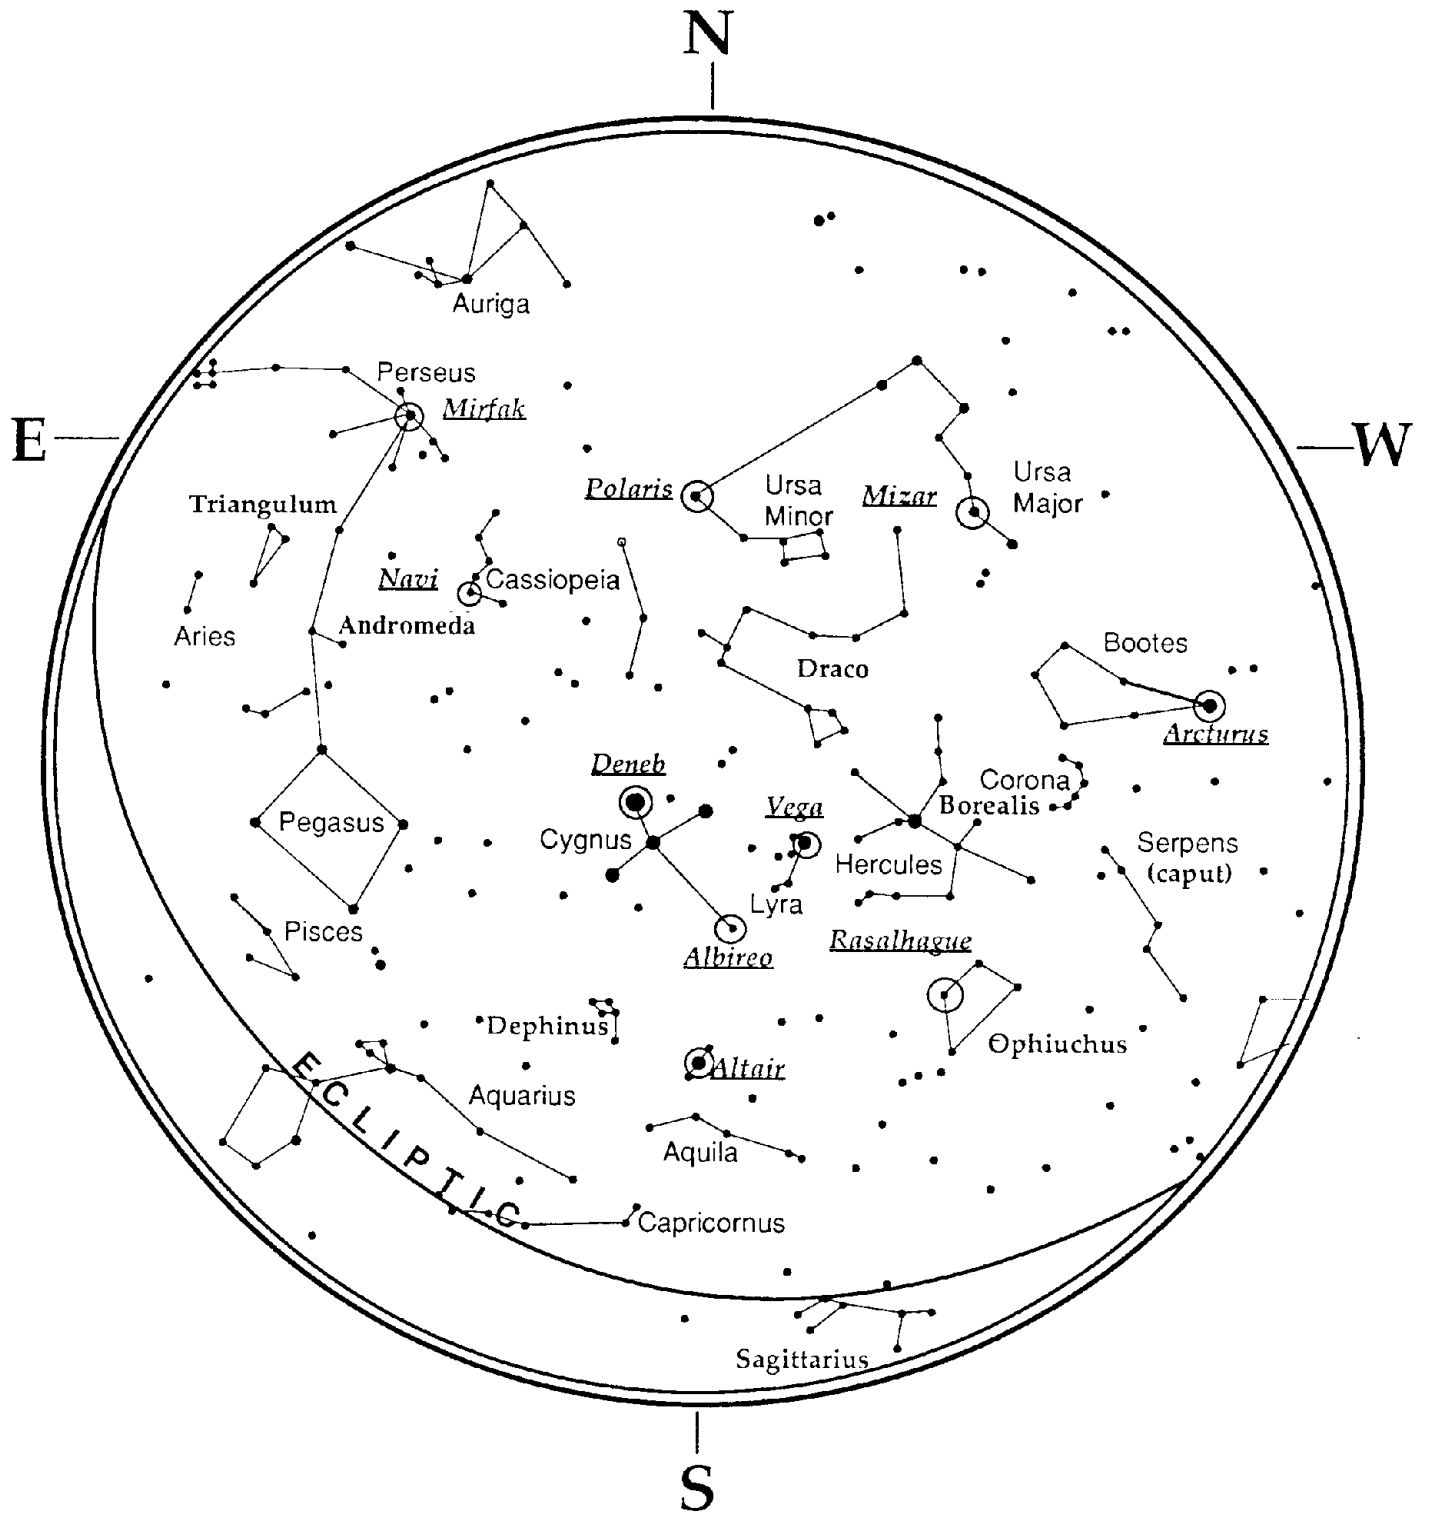 N
Auriga
Perseus
Mirfak
E
W
Triangulum
Polaris
Ursa
Minor
Mizar
Ursa
Major
Navi
Cassiopeia
Aries
Andromeda
Draco
Bootes
Arcturus
Deneb
Corona
Borealis
Vega
Pegasus
Cygnus
Hercules
Serpens
(caput)
Lyra
Pisces
Albireo
Rasalhague
Dephinus
Ophiuchus
Altair
ECLIPTIC
Aquarius
Aquila
Capricornus
Sagittarius
S